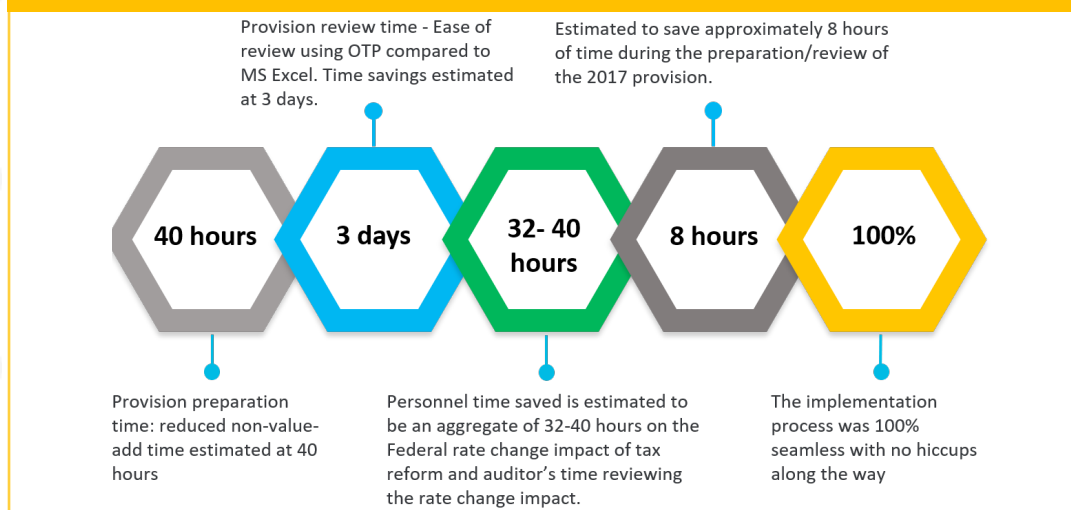 Provision review time - Ease of
review using OTP compared to
MS Excel. Time savings estimated
at 3 days.
Estimated to save approximately 8 hours
of time during the preparation/review of
the 2017 provision.
40 hours
3 days
32- 40
hours
8 hours
100%
Provision preparation
time: reduced non-value-
add time estimated at 40
hours
Personnel time saved is estimated to
be an aggregate of 32-40 hours on the
Federal rate change impact of tax
reform and auditor’s time reviewing
the rate change impact.
The implementation
process was 100%
seamless with no hiccups
along the way